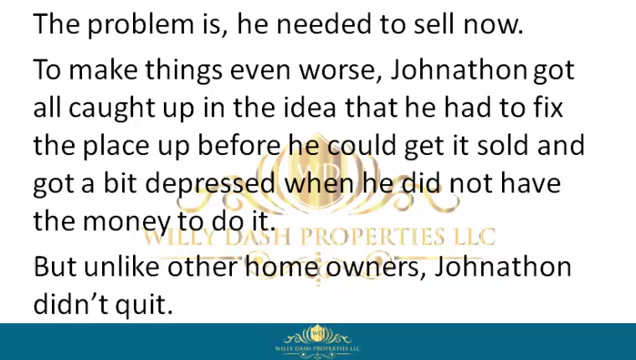 The problem is, he needed to sell now.
To make things even worse, Johnathon got
all caught up in the idea that he had to fix
the place up before he could get it sold and
got a bit depressed when he did not have
the money to do it.
WILLY DASH PROPERTIES LLC
But unlike other home owners, Johnathon
didn’t quit.
WILLY DASH PROPERTIES LLC